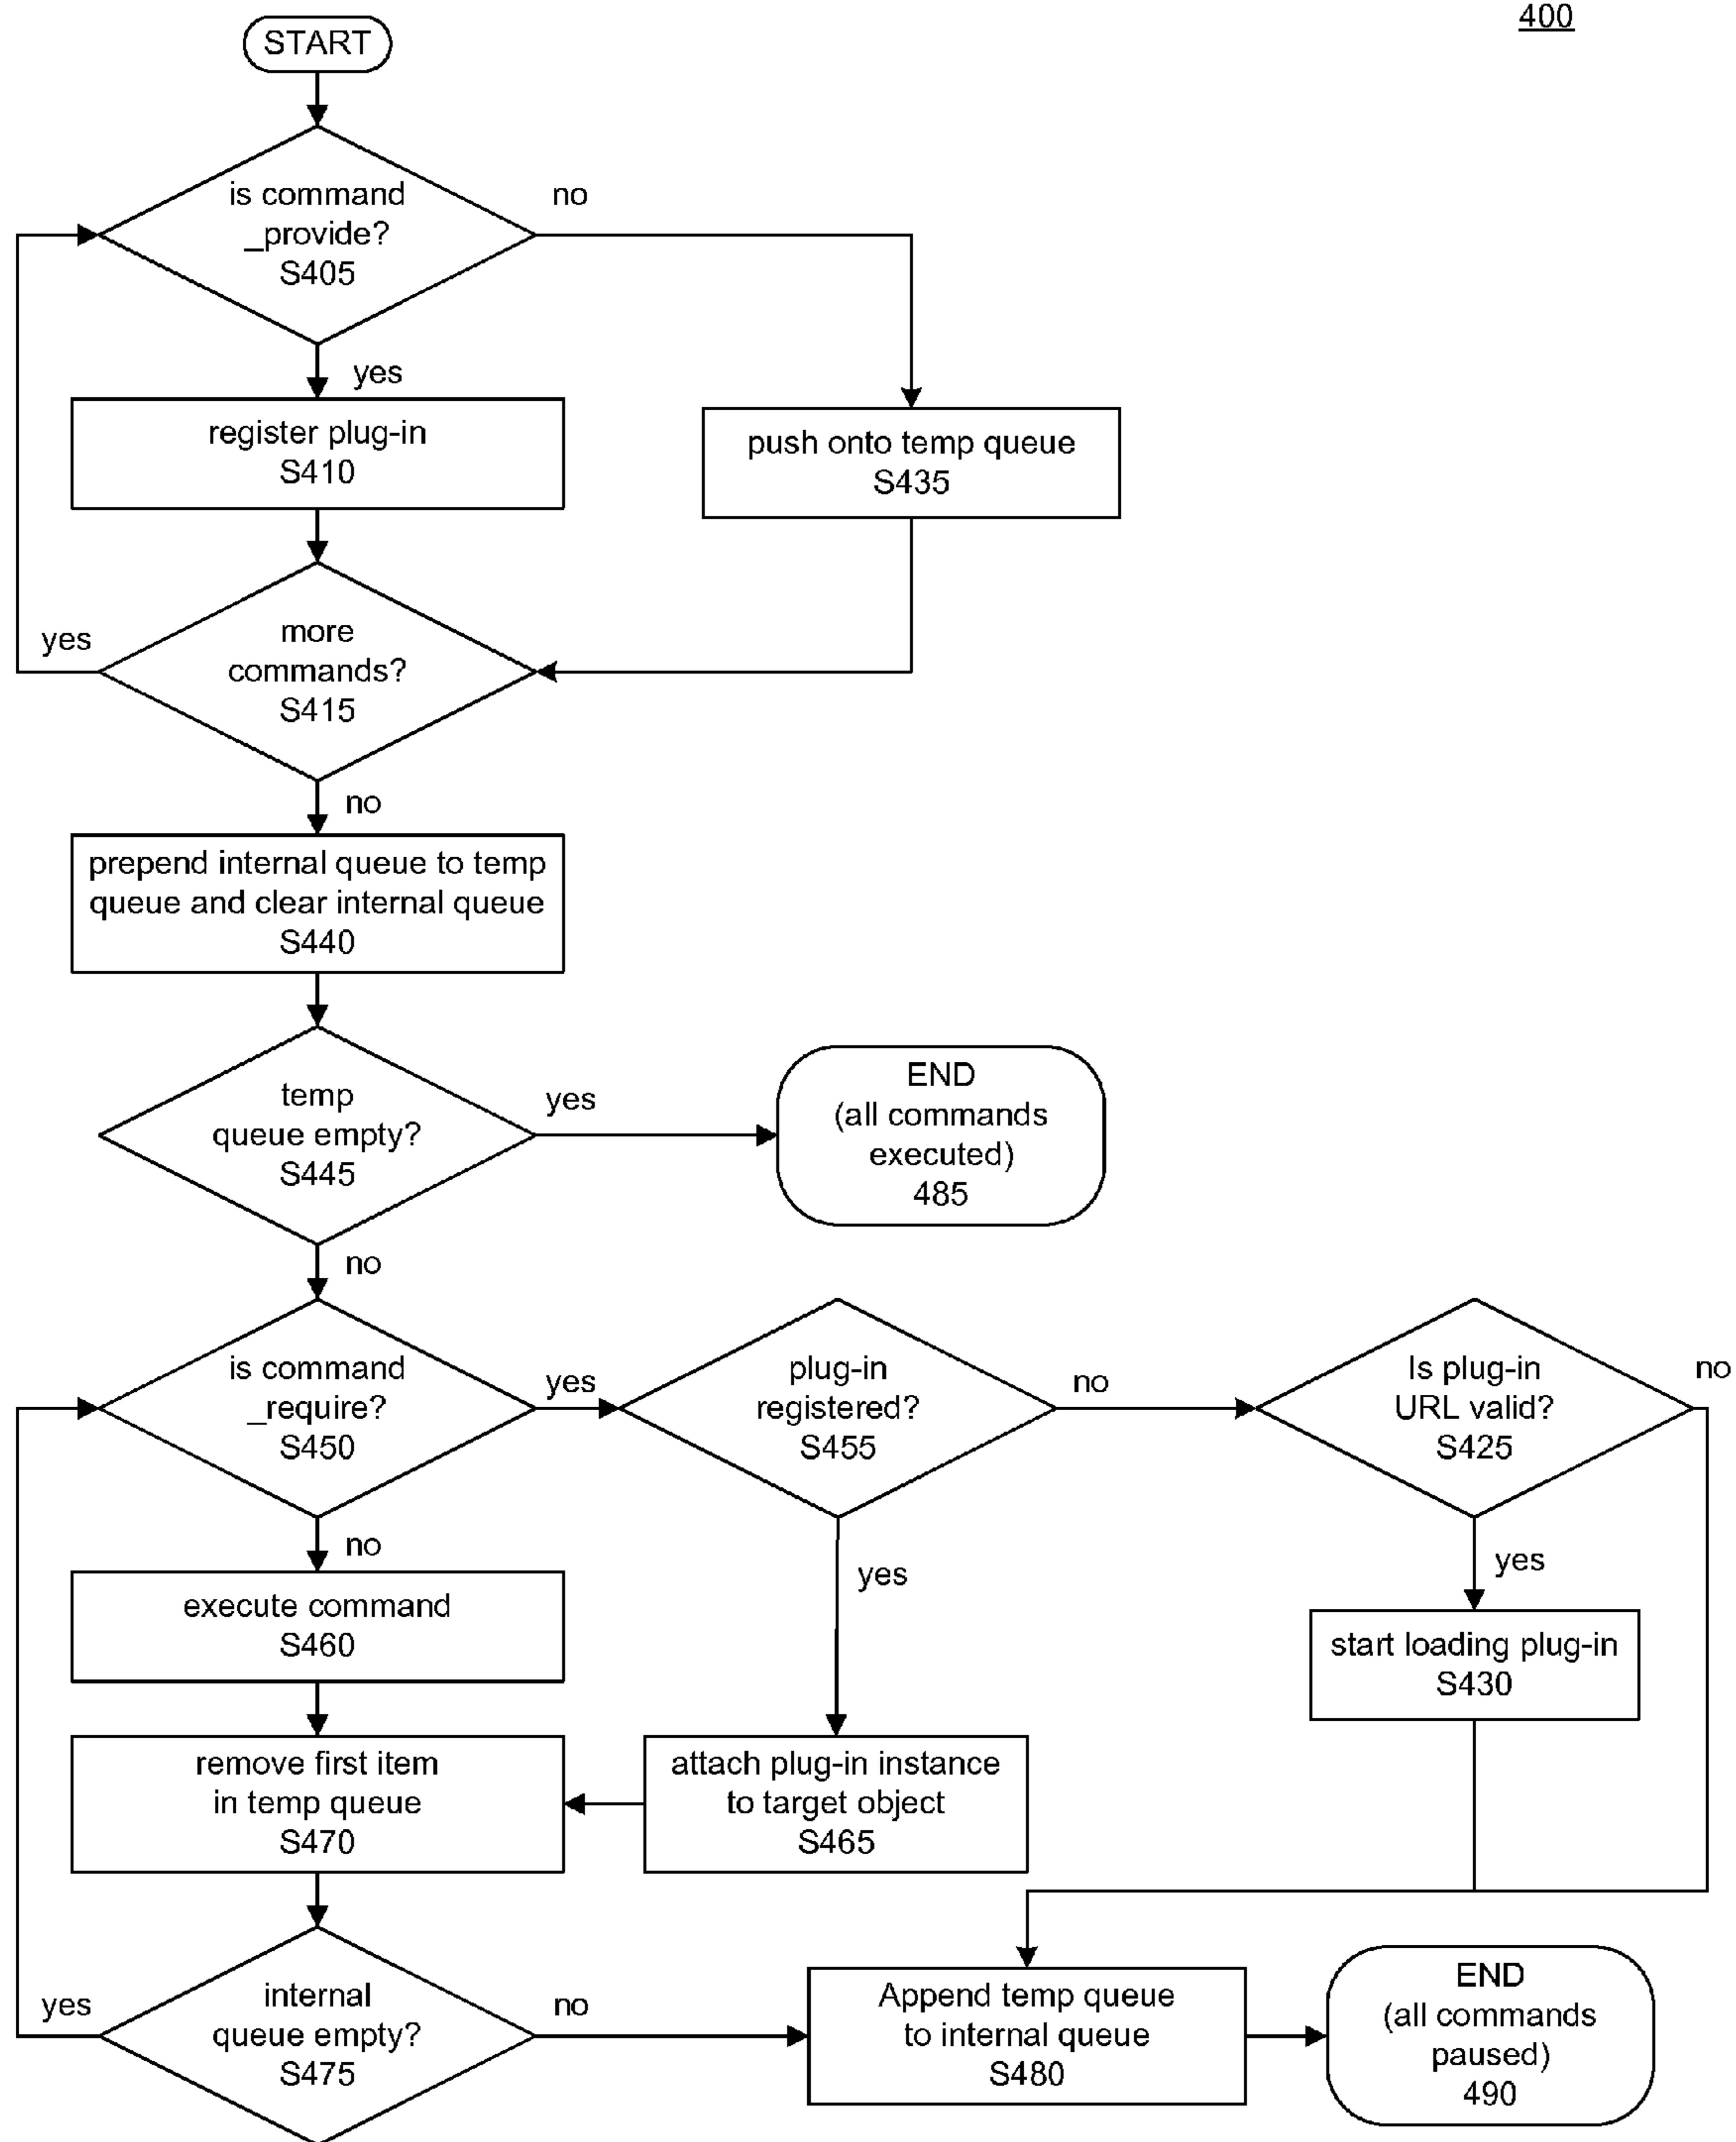 400
START
is command
_provide?
S405
no
yes
register plug-in
S410
push onto temp queue
S435
more
commands?
S415
yes
no
prepend internal queue to temp
queue and clear internal queue
S440
temp
queue empty?
S445
yes
END
(all commands
executed)
485
no
is command
_require?
S450
yes
plug-in
registered?
S455
no
Is plug-in
URL valid?
S425
no
no
yes
yes
execute command
S460
start loading plug-in
S430
remove first item
in temp queue
S470
attach plug-in instance
to target object
S465
internal
queue empty?
S475
yes
no
Append temp queue
to internal queue
S480
END
(all commands
paused)
490